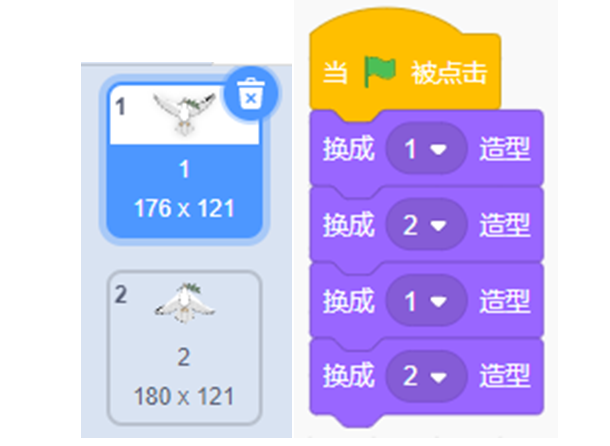 1
1
176 x 121
2
2
180 x 121
当 被点击
换成 1 造型
换成 2 造型
换成 1 造型
换成 2 造型